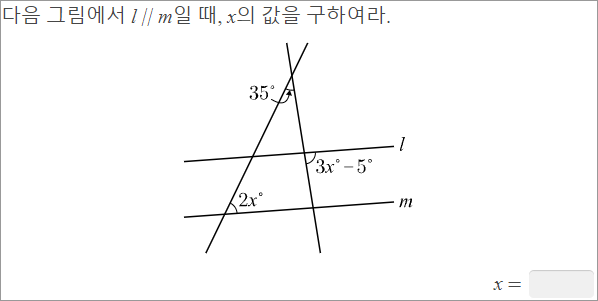 다음 그림에서 l // m일 때, x의 값을 구하여라.
35°
l
3x°－5°
2x°
m
x =